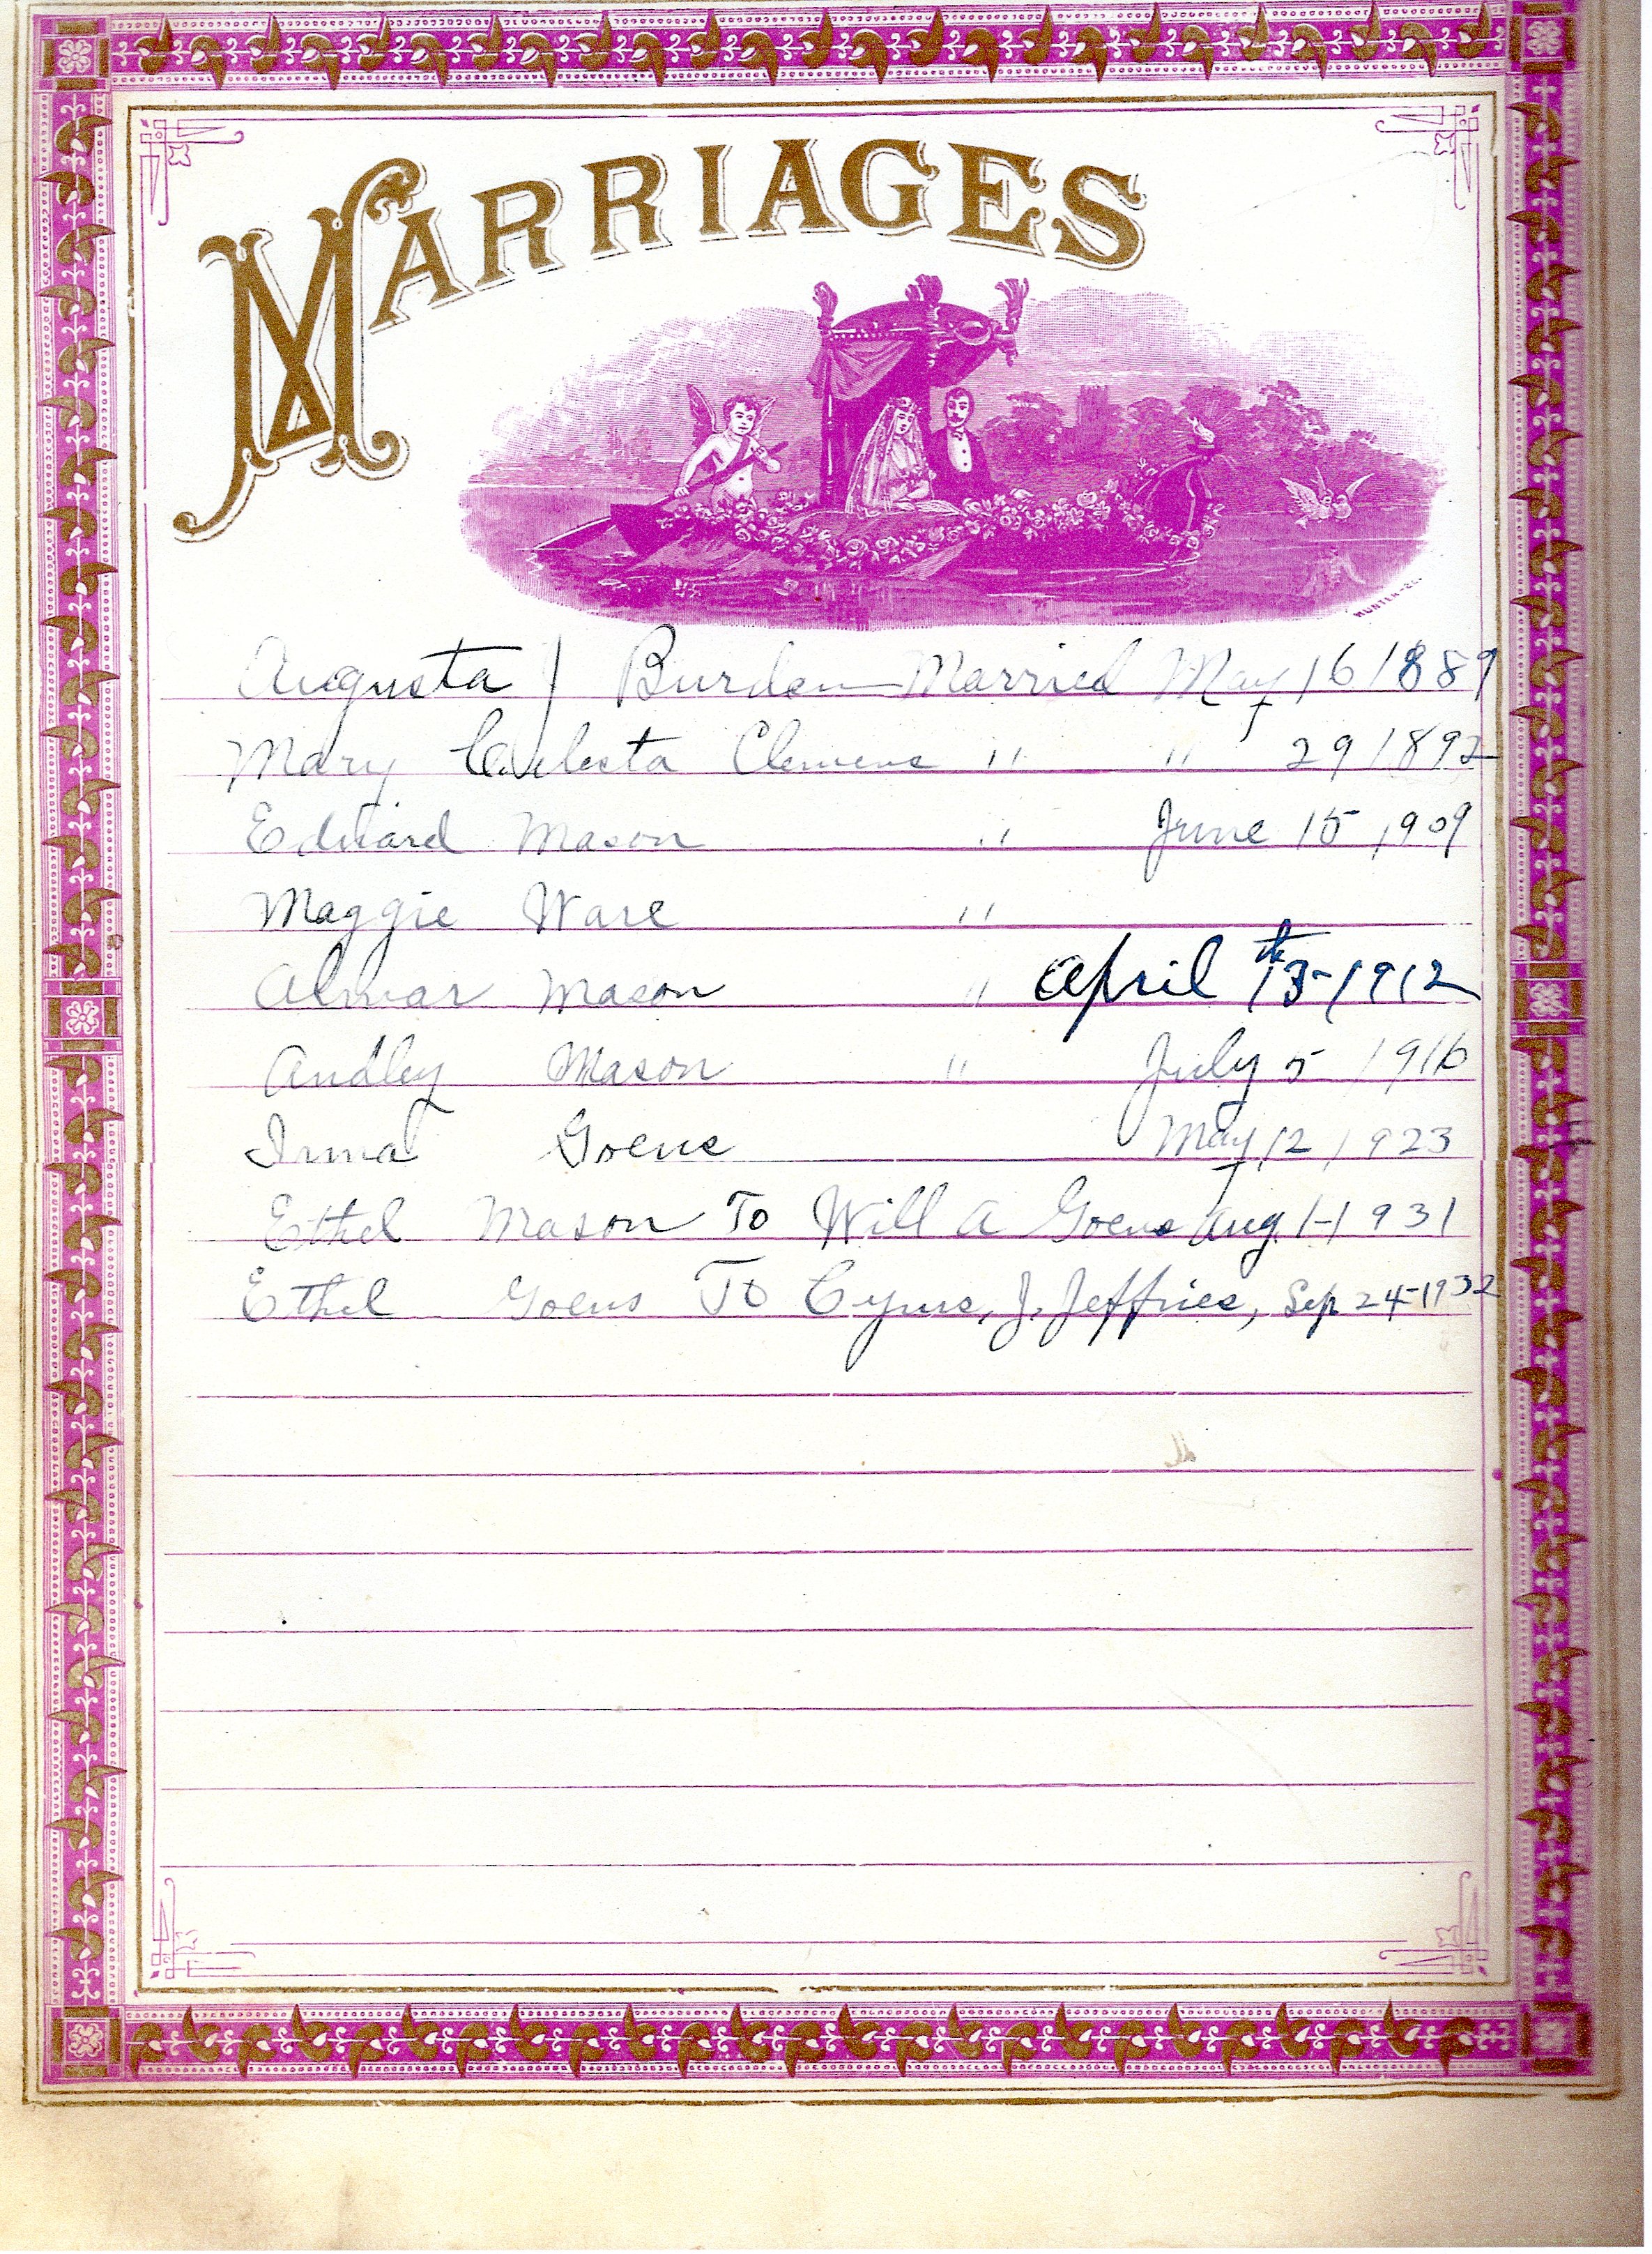 MARRIAGES
HUNTER-SC.
Augusta J Burden Married May 16 1889
Mary Celesta Clemens " " 29 1892
Edward Mason " June 15 1909
Maggie Ware "
Almar Mason " April 13th-1912
Andley Mason " July 5 1916
Irma Goens May 12 1923
Ethel Mason To Will A Goens Aug 1-1931
Ethel Goens To Cyrus, J. Jeffries, Sep 24-1932